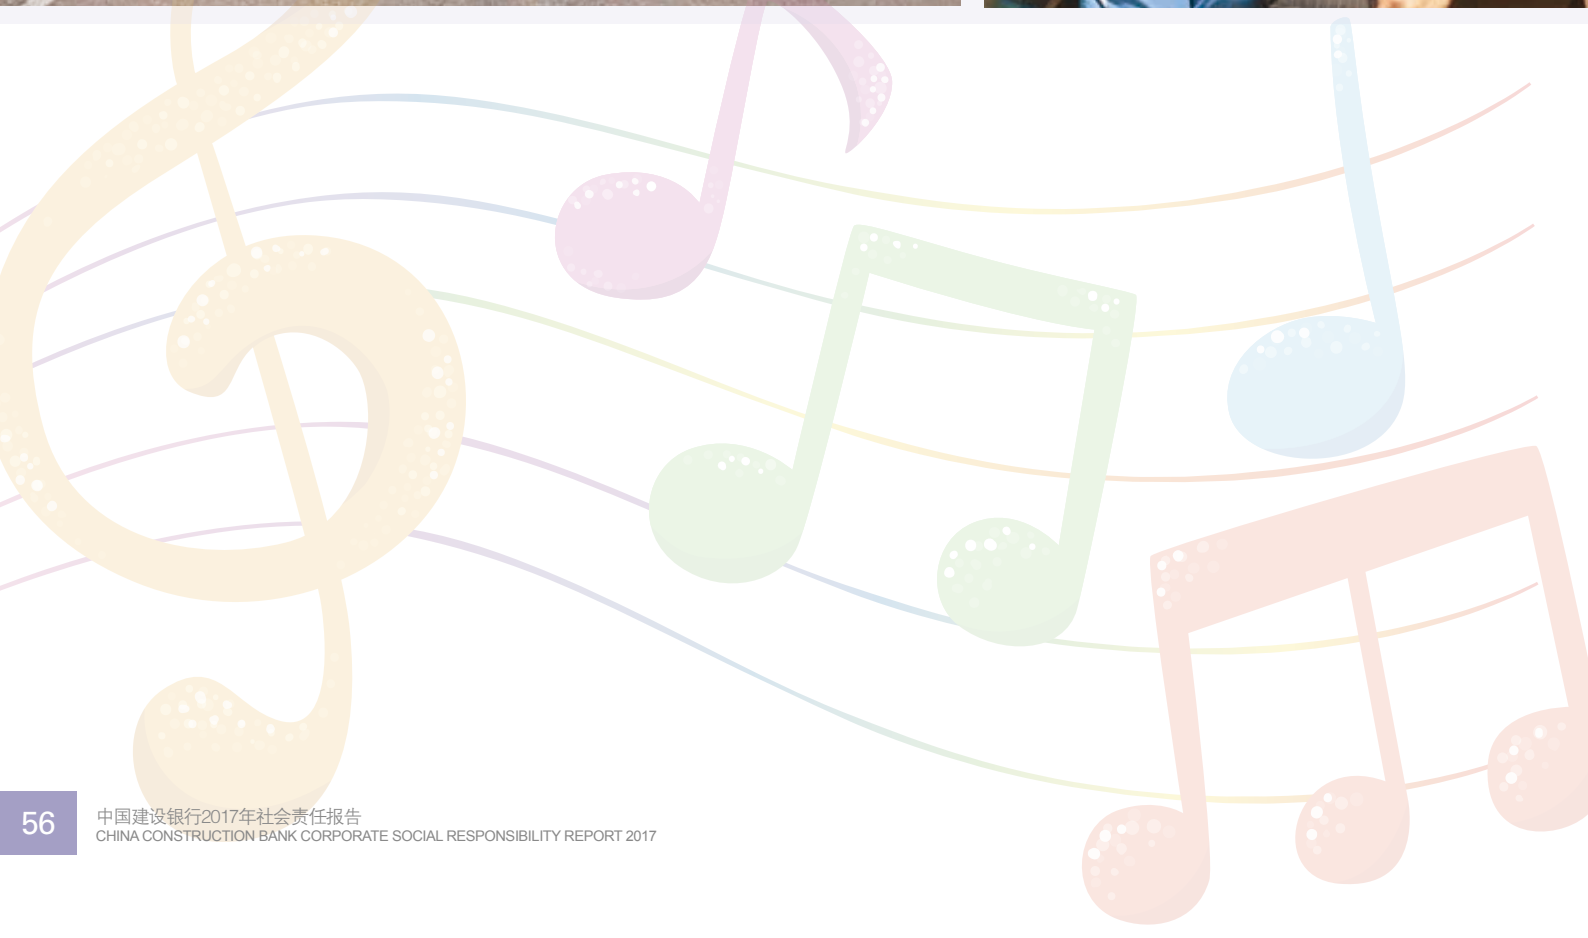 56
中国建设银行2017年社会责任报告
CHINA CONSTRUCTION BANK CORPORATE SOCIAL RESPONSIBILITY REPORT 2017